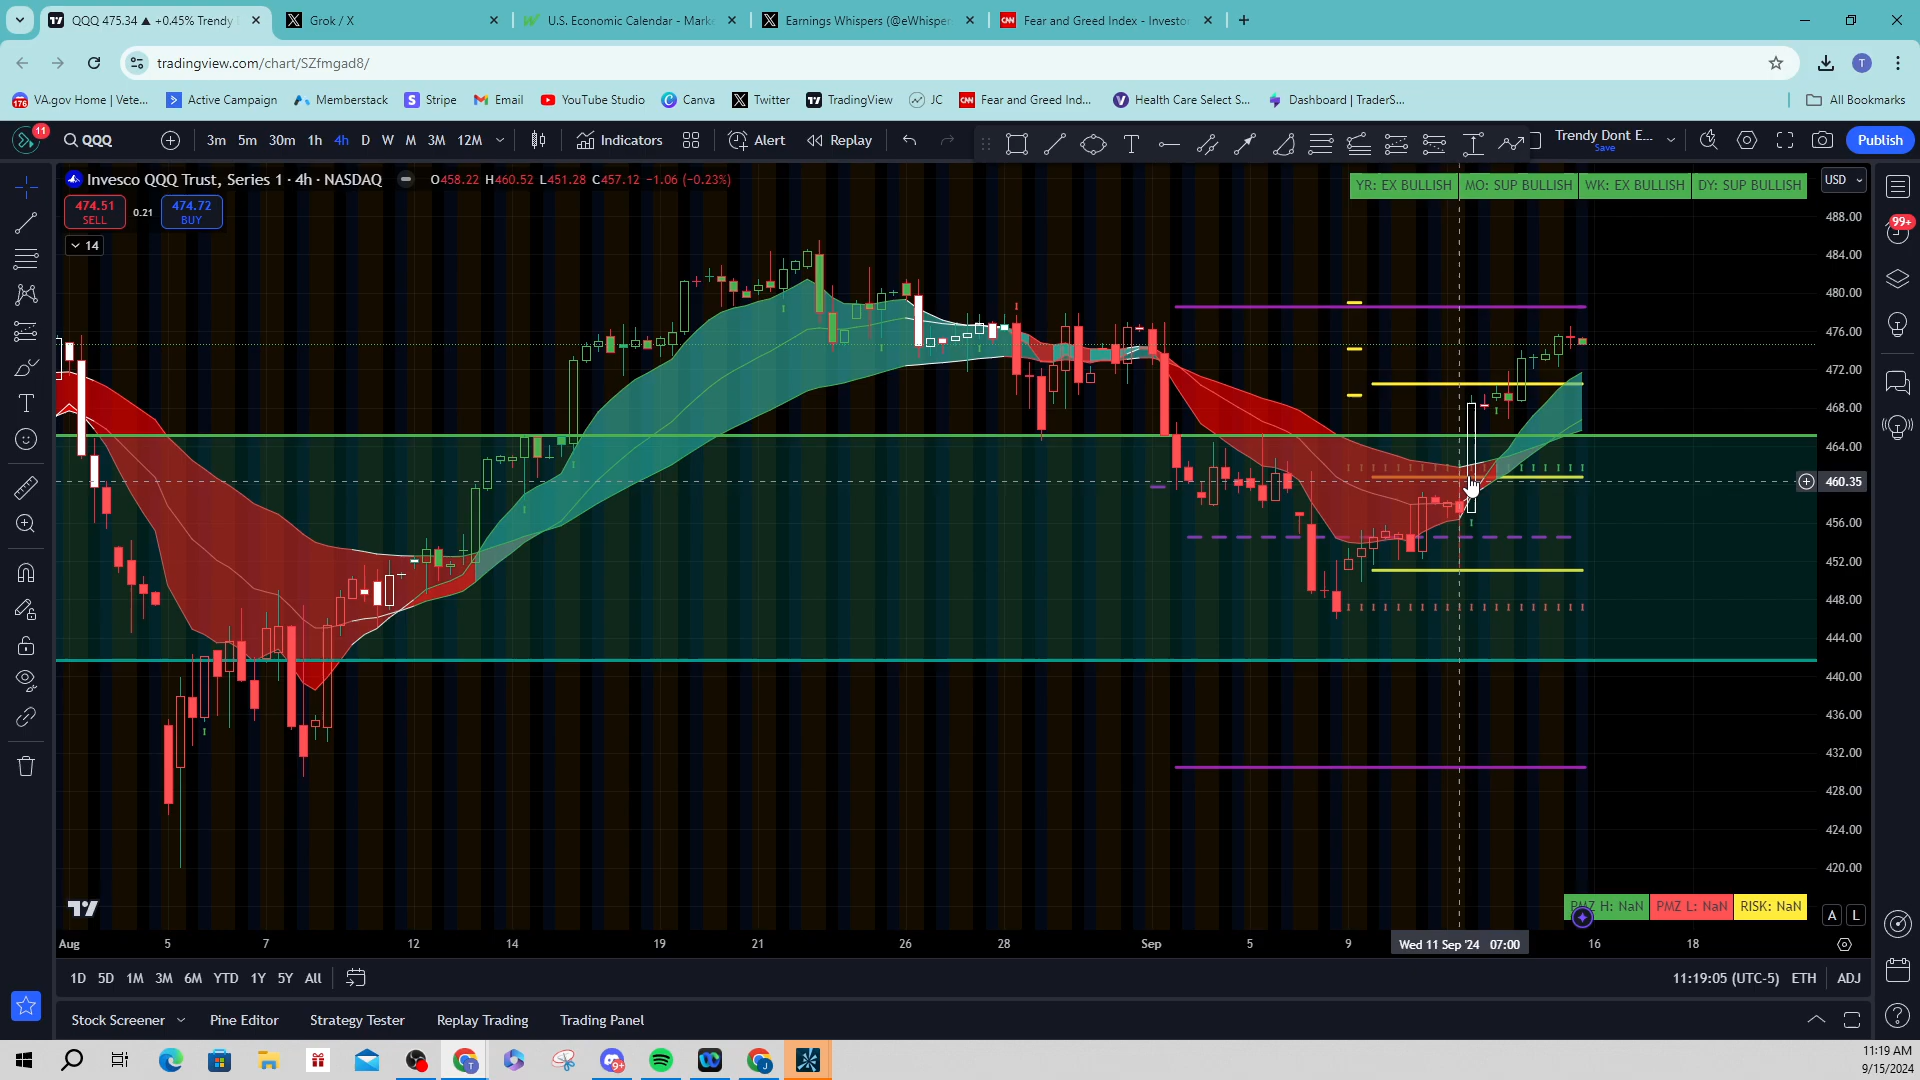 QQQ 475.34 ▲ +0.45% Trendy
Grok / X
U.S. Economic Calendar - Mark
Earnings Whispers (@eWhisper
Fear and Greed Index - Investo
tradingview.com/chart/SZfmgad8/
T
VA.gov Home | Vete...
Active Campaign
Memberstack
Stripe
Email
YouTube Studio
Canva
Twitter
TradingView
JC
Fear and Greed Ind...
Health Care Select S...
Dashboard | TraderS...
All Bookmarks
11
QQQ
3m 5m 30m 1h 4h D W M 3M 12M
Indicators
Alert
Replay
Trendy Dont E...
Save
Publish
Invesco QQQ Trust, Series 1 · 4h · NASDAQ
O458.22 H460.52 L451.28 C457.12 −1.06 (−0.23%)
YR: EX BULLISH
MO: SUP BULLISH
WK: EX BULLISH
DY: SUP BULLISH
USD
474.51
SELL
0.21
474.72
BUY
14
99+
488.00
484.00
480.00
476.00
472.00
468.00
464.00
460.35
456.00
452.00
448.00
444.00
440.00
436.00
432.00
428.00
424.00
420.00
PMZ H: NaN
PMZ L: NaN
RISK: NaN
A L
Aug 5 7 12 14 19 21 26 28 Sep 5 9 Wed 11 Sep '24 07:00 16 18
1D 5D 1M 3M 6M YTD 1Y 5Y All
11:19:05 (UTC-5) ETH ADJ
Stock Screener
Pine Editor
Strategy Tester
Replay Trading
Trading Panel
11:19 AM
9/15/2024